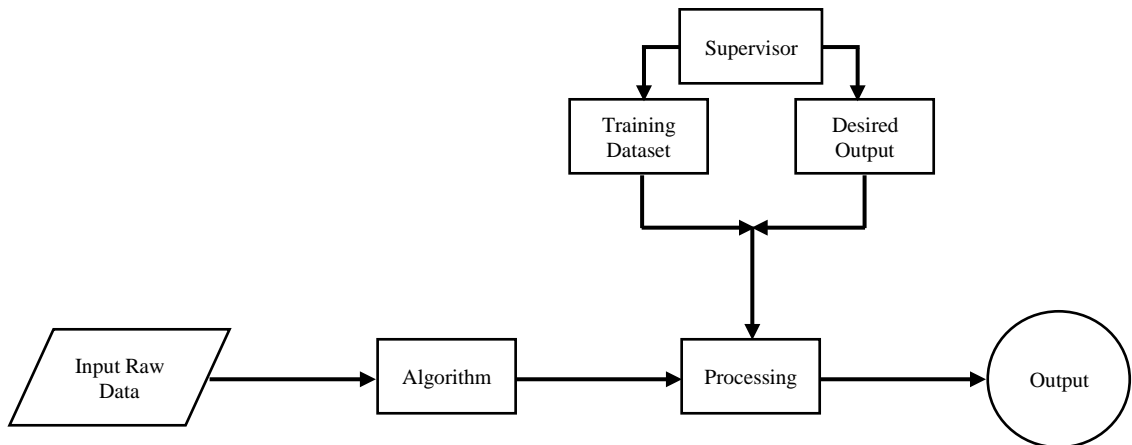 Supervisor
Training
Dataset
Desired
Output
Input Raw
Data
Algorithm
Processing
Output